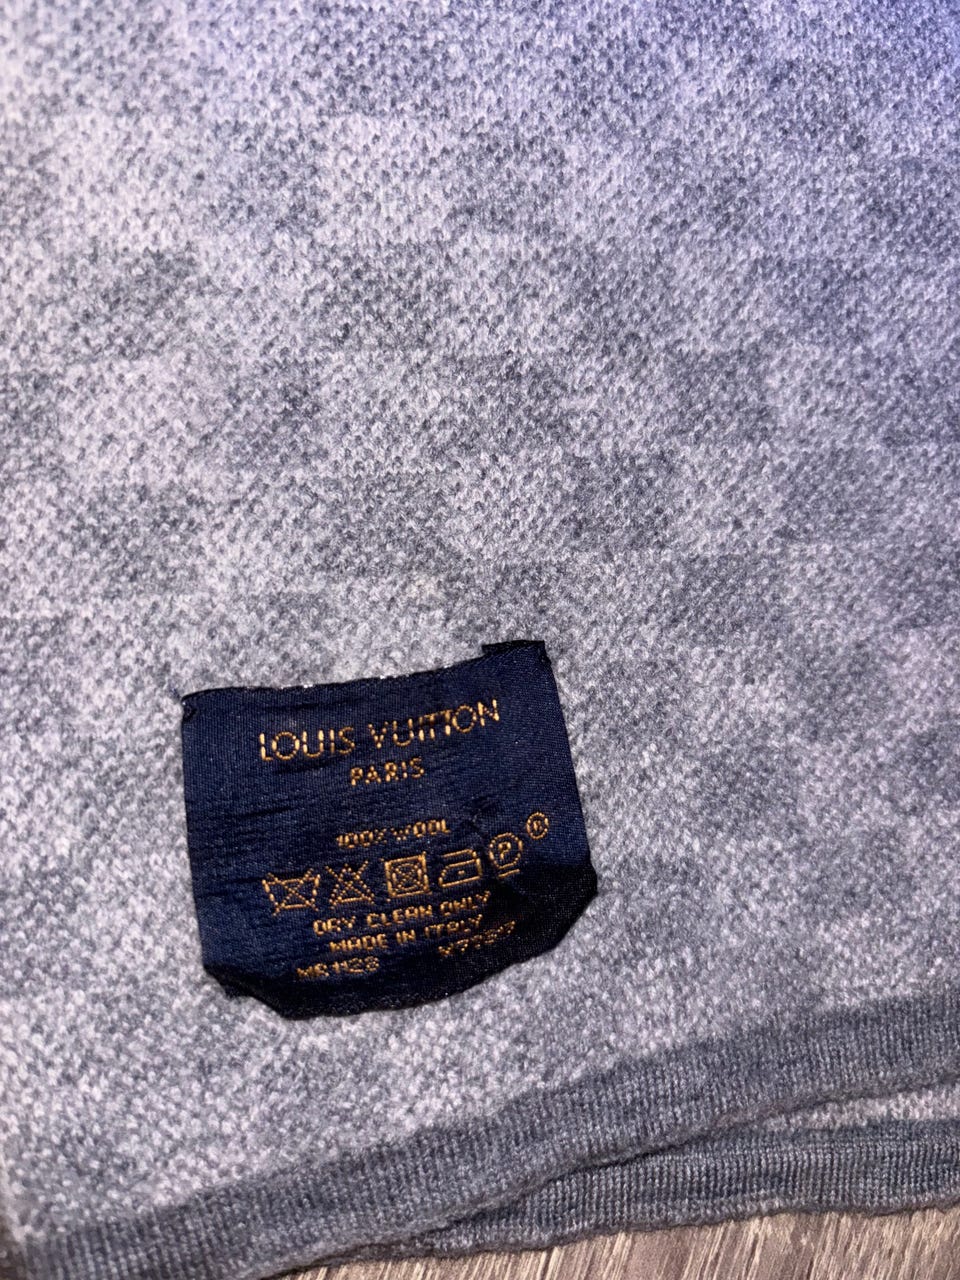 LOUIS VUITTON
PARIS
100% WOOL
P ®
DRY CLEAN ONLY
MADE IN ITALY